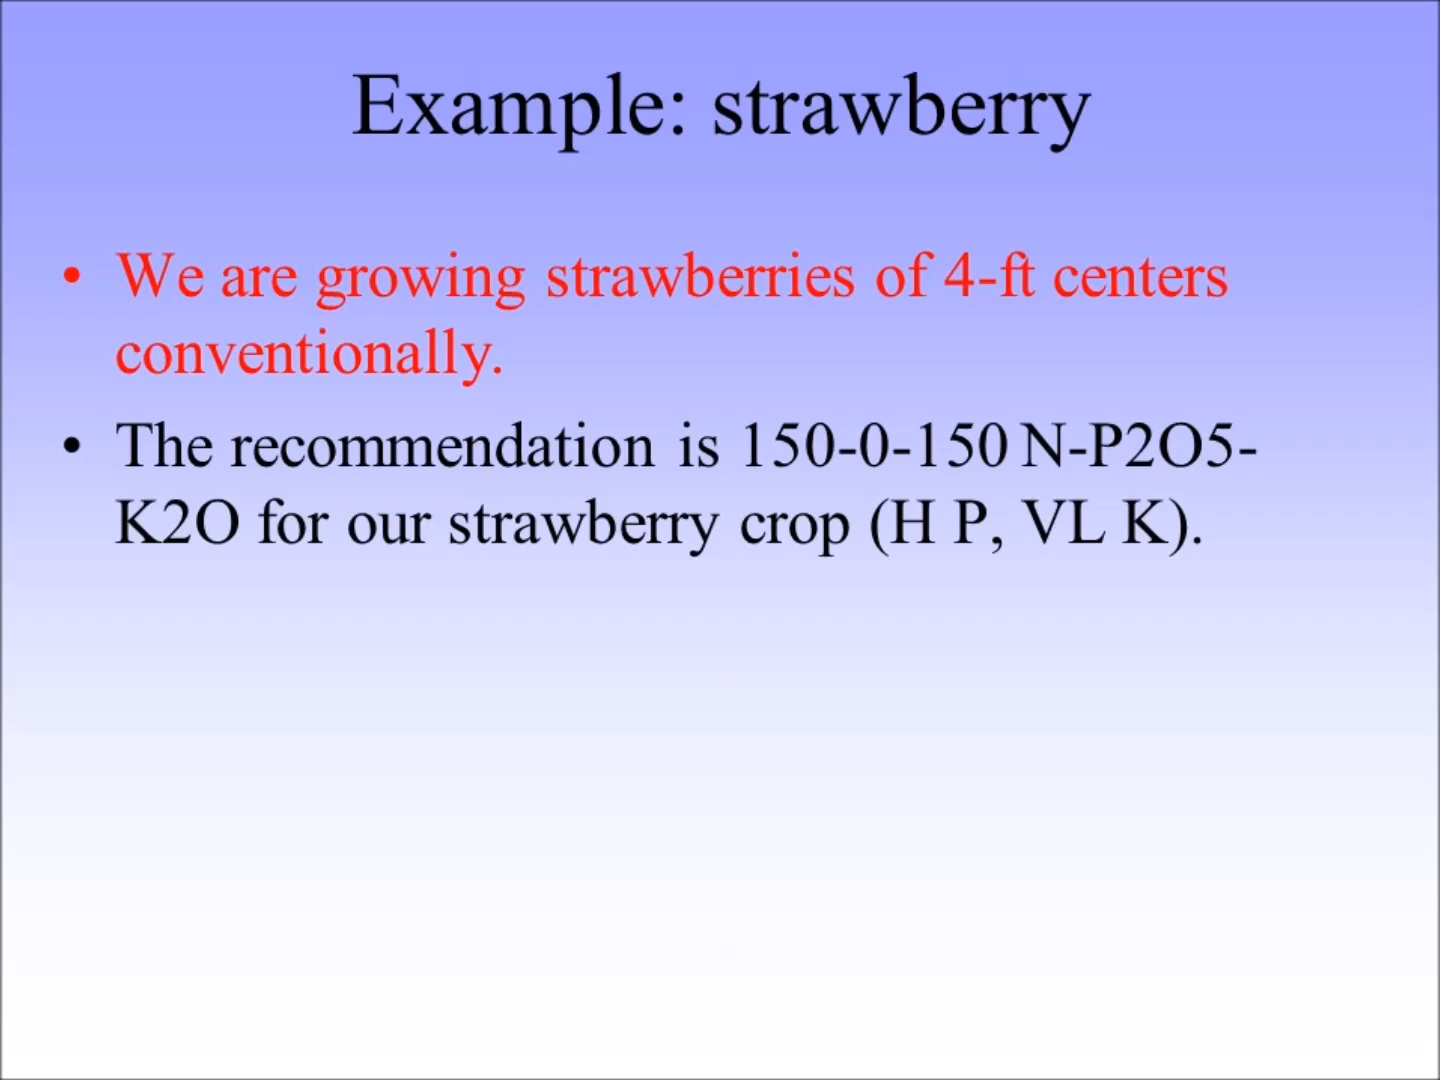 Example: strawberry
• We are growing strawberries of 4-ft centers
conventionally.
• The recommendation is 150-0-150 N-P2O5-
K2O for our strawberry crop (H P, VL K).